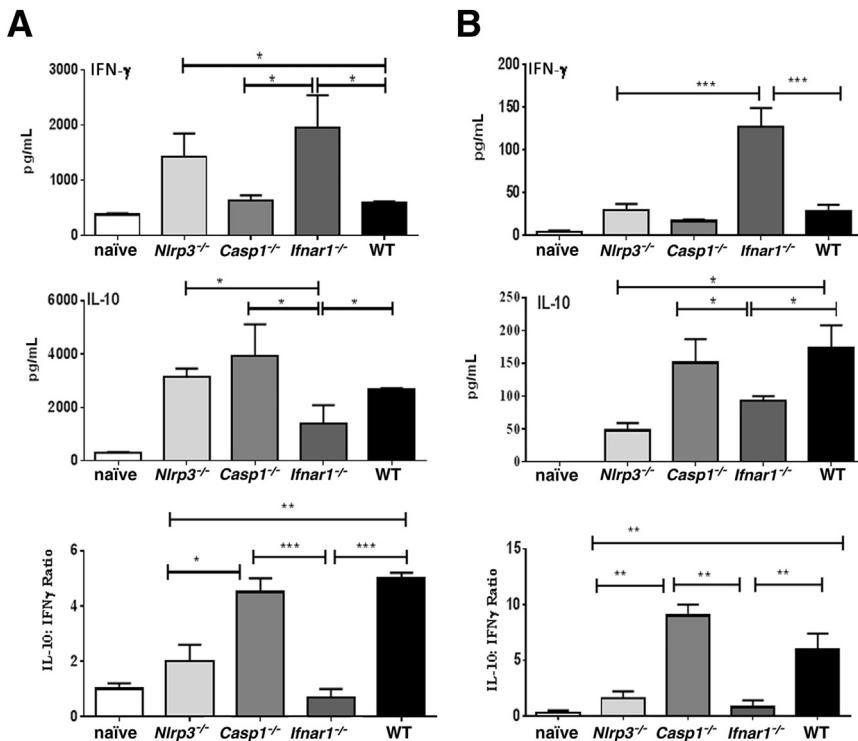 A
IFN-γ
*
* *
3000
2000
1000
0
pg/mL
naïve Nlrp3-/- Casp1-/- Ifnar1-/- WT
IL-10
*
* *
6000
4000
2000
0
pg/mL
naïve Nlrp3-/- Casp1-/- Ifnar1-/- WT
**
* *** ***
6
4
2
0
IL-10: IFNγ Ratio
naïve Nlrp3-/- Casp1-/- Ifnar1-/- WT
B
IFN-γ
*** ***
200
150
100
50
0
pg/mL
naïve Nlrp3-/- Casp1-/- Ifnar1-/- WT
IL-10
*
* *
250
200
150
100
50
0
pg/mL
naïve Nlrp3-/- Casp1-/- Ifnar1-/- WT
**
** ** **
15
10
5
0
IL-10: IFNγ Ratio
naïve Nlrp3-/- Casp1-/- Ifnar1-/- WT